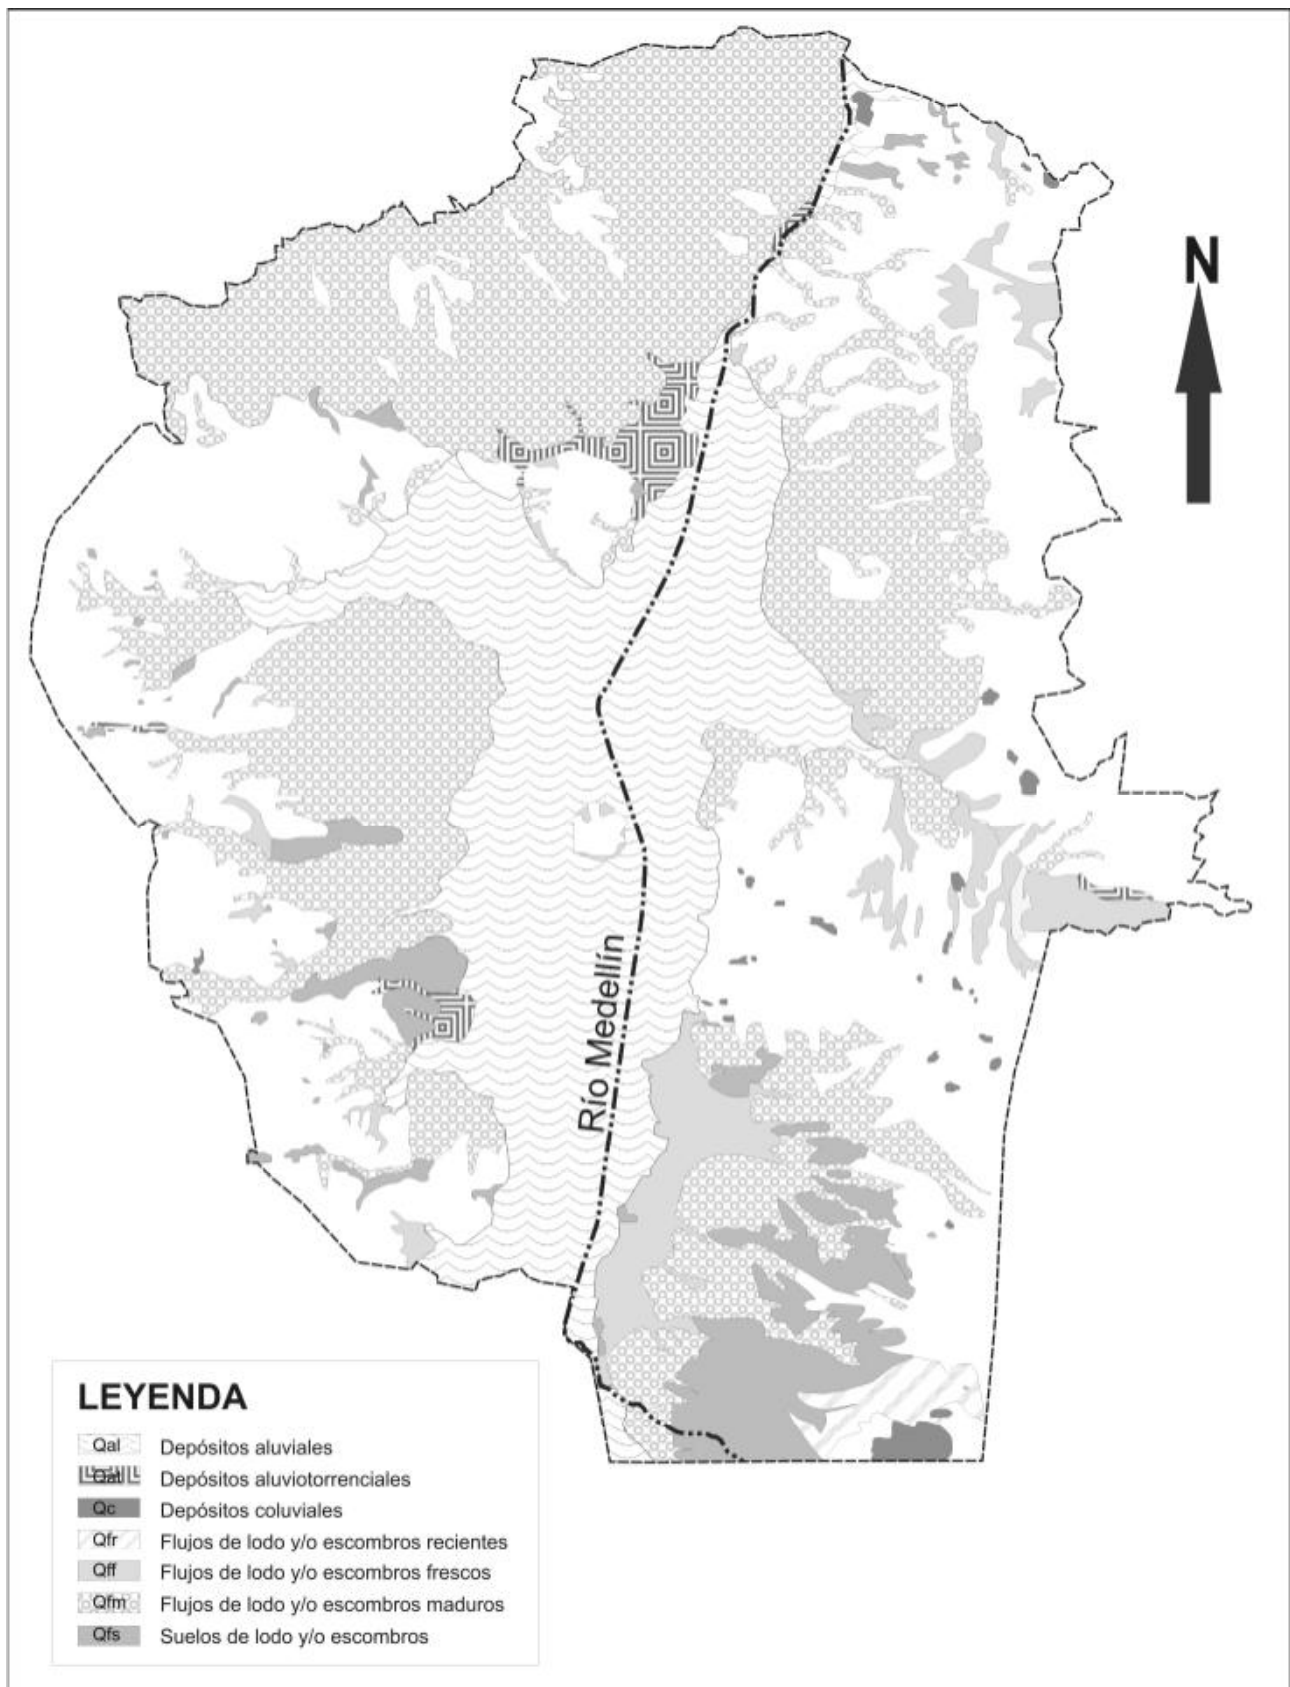 N
Río Medellín
LEYENDA
Qal Depósitos aluviales
Qat Depósitos aluviotorrenciales
Qc Depósitos coluviales
Qfr Flujos de lodo y/o escombros recientes
Qff Flujos de lodo y/o escombros frescos
Qfm Flujos de lodo y/o escombros maduros
Qfs Suelos de lodo y/o escombros